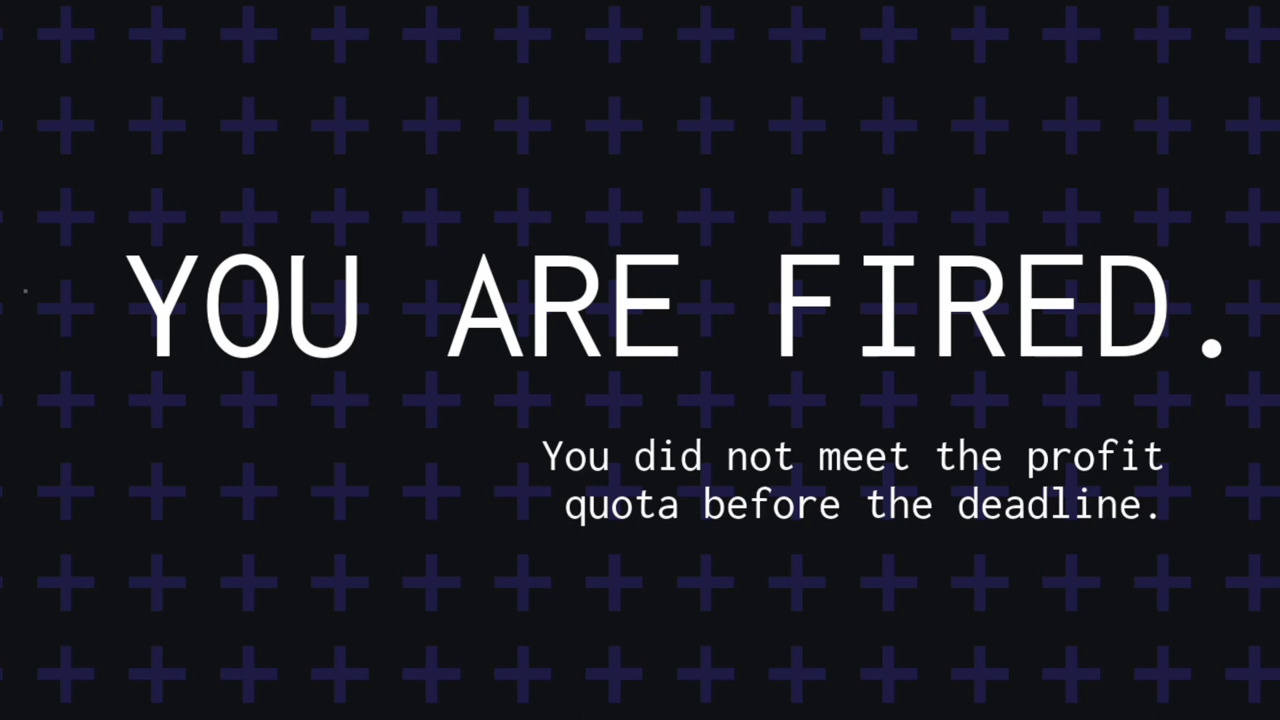 YOU ARE FIRED.
You did not meet the profit
quota before the deadline.